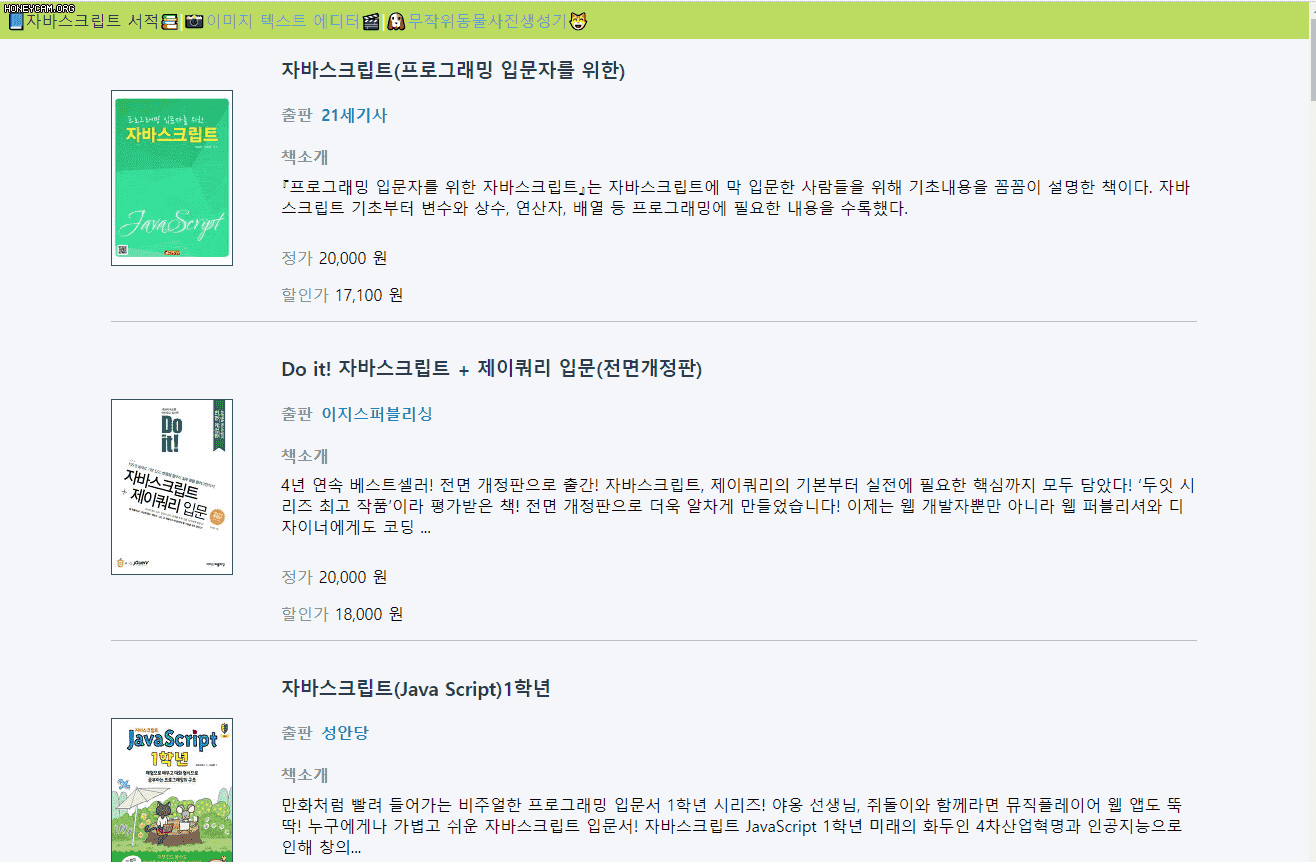 HONEYCAM.ORG
📘자바스크립트 서적📚 📷이미지 텍스트 에디터🎬 🐶무작위동물사진생성기🐱
자바스크립트(프로그래밍 입문자를 위한)
출판 21세기사
책소개
『프로그래밍 입문자를 위한 자바스크립트』는 자바스크립트에 막 입문한 사람들을 위해 기초내용을 꼼꼼이 설명한 책이다. 자바
스크립트 기초부터 변수와 상수, 연산자, 배열 등 프로그래밍에 필요한 내용을 수록했다.
정가 20,000 원
할인가 17,100 원
프로그래밍 입문자를 위한
자바스크립트
JavaScript
Do it! 자바스크립트 + 제이쿼리 입문(전면개정판)
출판 이지스퍼블리싱
책소개
4년 연속 베스트셀러! 전면 개정판으로 출간! 자바스크립트, 제이쿼리의 기본부터 실전에 필요한 핵심까지 모두 담았다! ‘두잇 시
리즈 최고 작품’이라 평가받은 책! 전면 개정판으로 더욱 알차게 만들었습니다! 이제는 웹 개발자뿐만 아니라 웹 퍼블리셔와 디
자이너에게도 코딩 ...
정가 20,000 원
할인가 18,000 원
Do
it!
자바스크립트
+ 제이쿼리 입문
jQuery
자바스크립트(Java Script)1학년
출판 성안당
책소개
만화처럼 빨려 들어가는 비주얼한 프로그래밍 입문서 1학년 시리즈! 야옹 선생님, 쥐돌이와 함께라면 뮤직플레이어 웹 앱도 뚝
딱! 누구에게나 가볍고 쉬운 자바스크립트 입문서! 자바스크립트 JavaScript 1학년 미래의 화두인 4차산업혁명과 인공지능으로
인해 창의...
자바스크립트
JavaScript
1학년